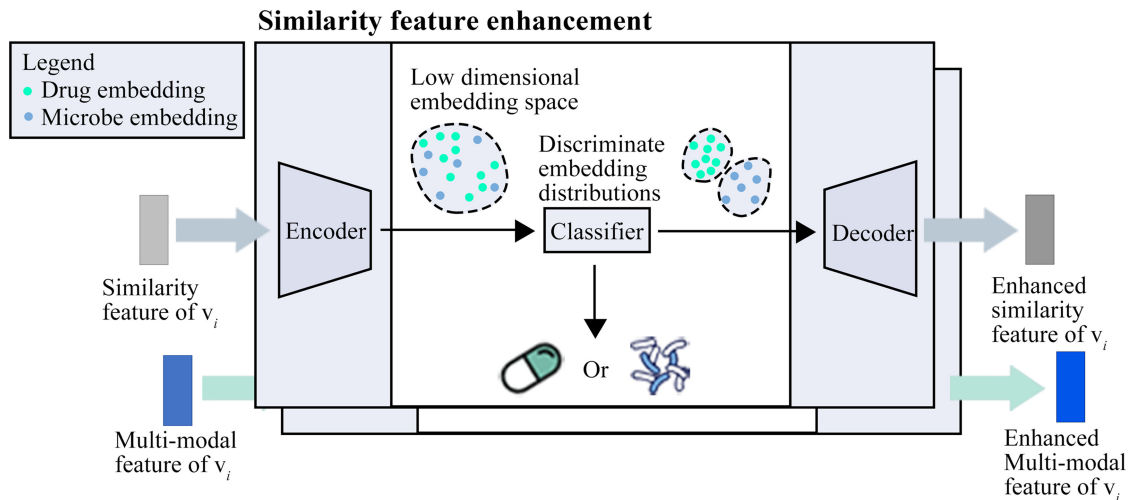 Similarity feature enhancement
Legend
Drug embedding
Microbe embedding
Low dimensional
embedding space
Discriminate
embedding
distributions
Encoder
Classifier
Decoder
Similarity
feature of v_i
Enhanced
similarity
feature of v_i
Or
Multi-modal
feature of v_i
Enhanced
Multi-modal
feature of v_i